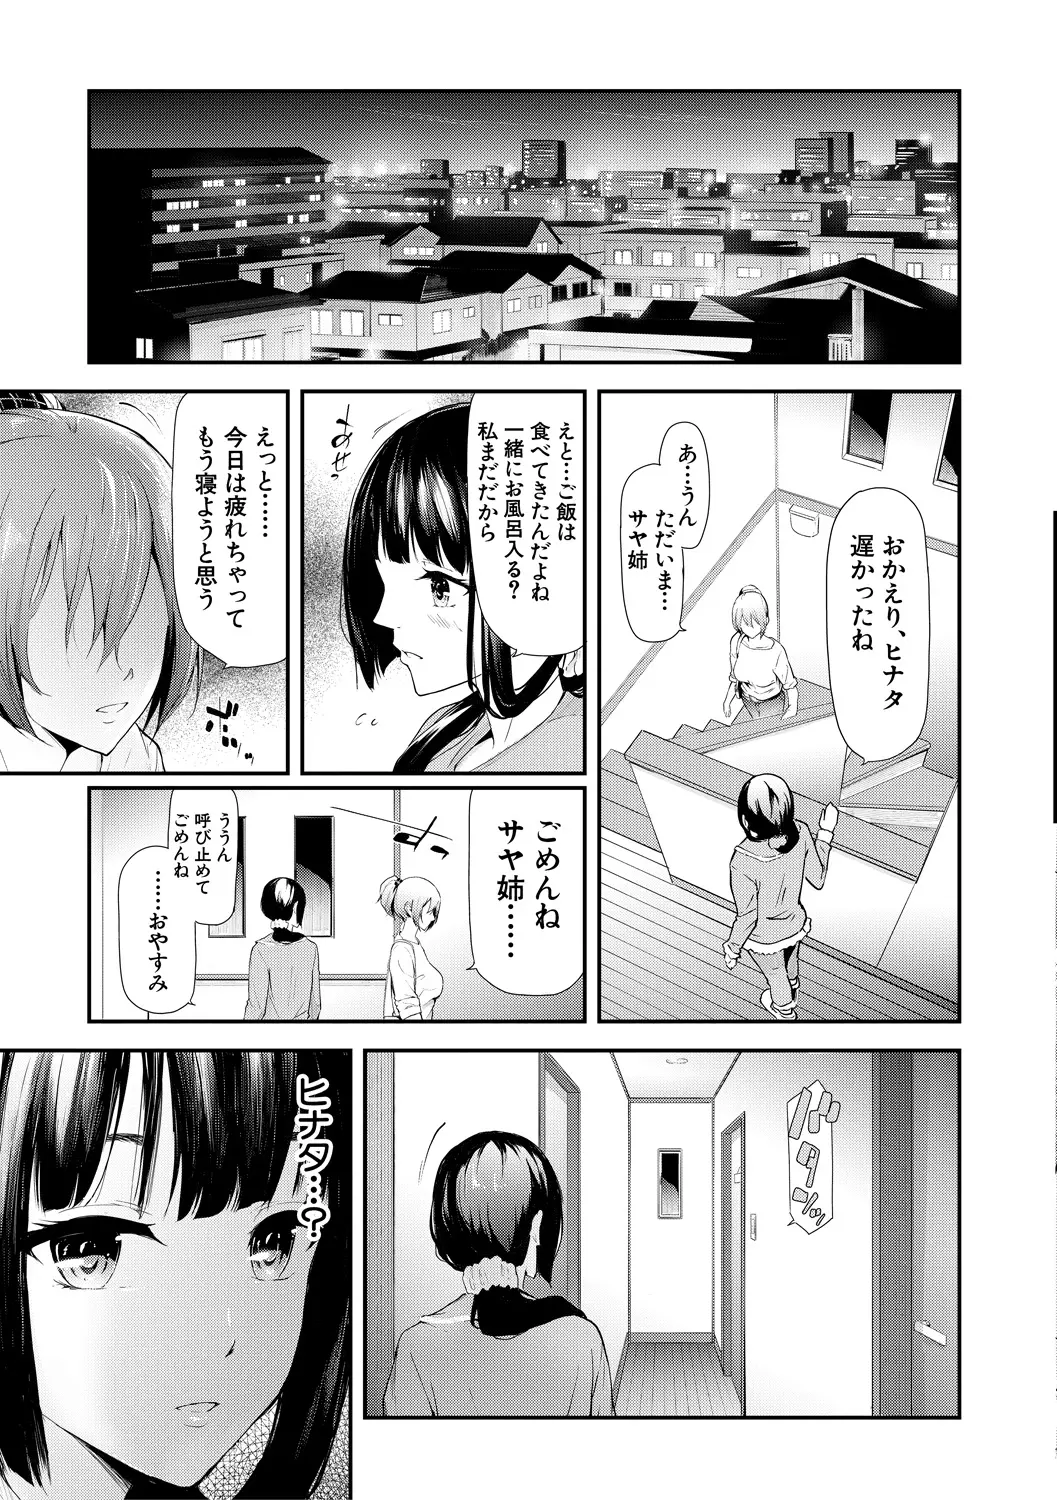 おかえり、ヒナタ
遅かったね
あ…うん
ただいま…
サヤ姉
えと…ご飯は
食べてきたんだよね
一緒にお風呂入る？
私まだだから
あせっ
えっと……
今日は疲れちゃって
もう寝ようと思う
ボソ
ごめんね
サヤ姉……
ううん
呼び止めて
ごめんね
……おやすみ
バタムッ
ヒナタ…？